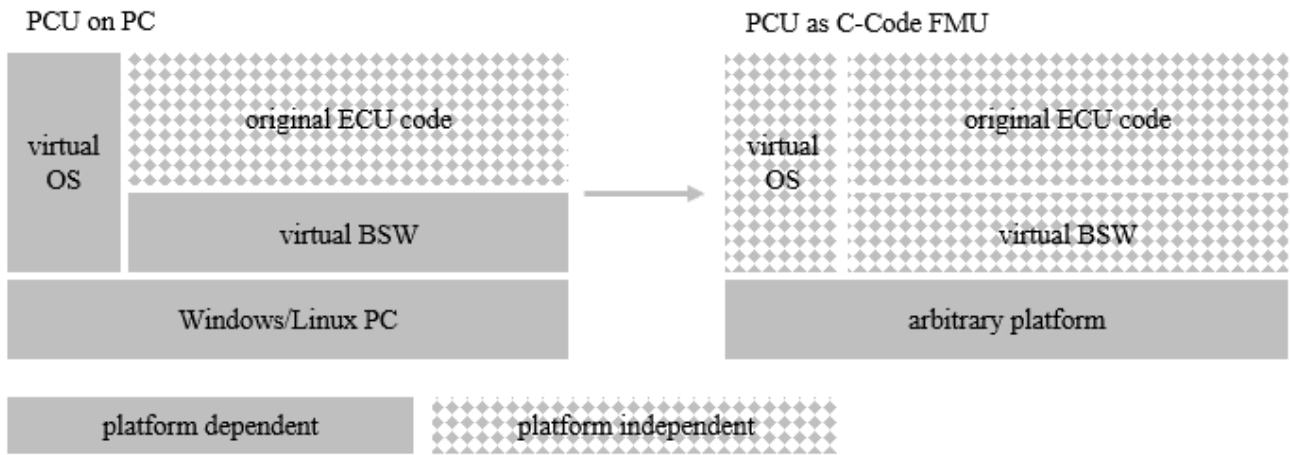 PCU on PC
virtual
OS
original ECU code
virtual BSW
Windows/Linux PC
PCU as C-Code FMU
virtual
OS
original ECU code
virtual BSW
arbitrary platform
platform dependent
platform independent